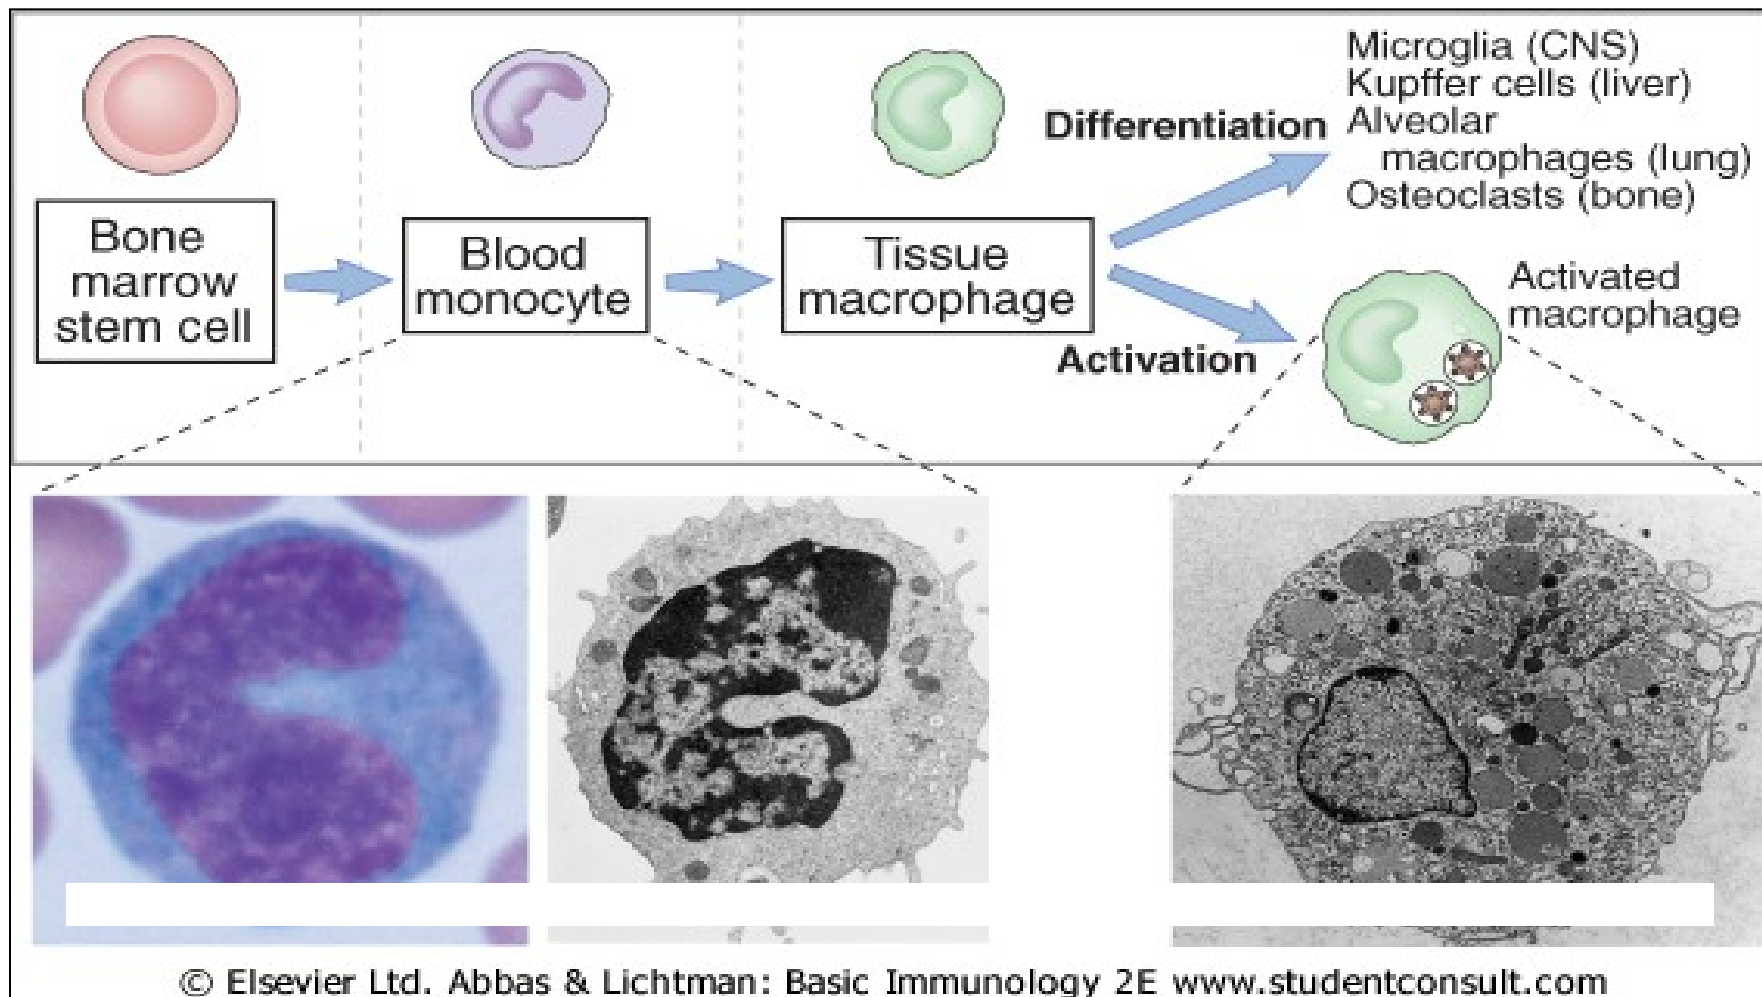 Bone
marrow
stem cell
Blood
monocyte
Tissue
macrophage
Differentiation
Microglia (CNS)
Kupffer cells (liver)
Alveolar
macrophages (lung)
Osteoclasts (bone)
Activation
Activated
macrophage
© Elsevier Ltd. Abbas & Lichtman: Basic Immunology 2E www.studentconsult.com